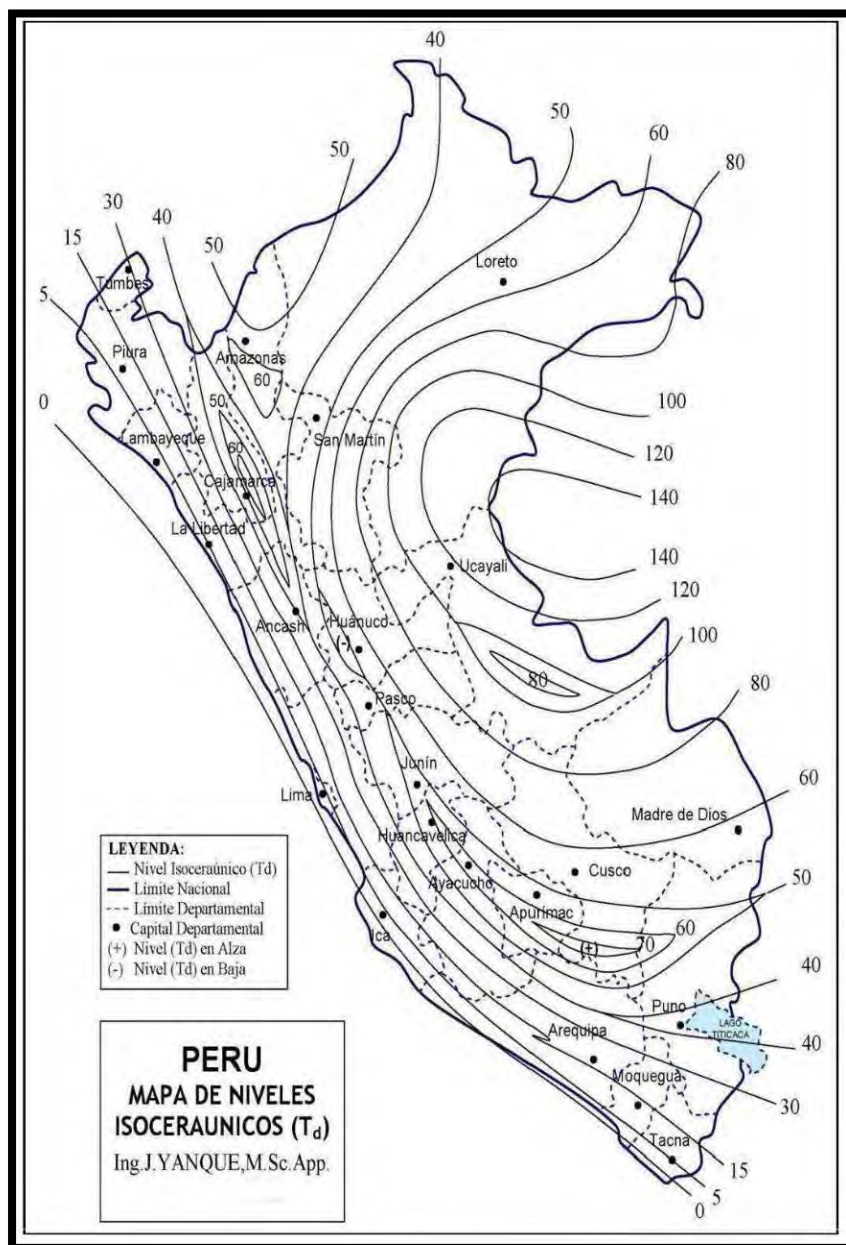 40
50
60
50
80
30
40
50
15
5
0
Tumbes
Loreto
Piura
Amazonas
60
50
100
Lambayeque
San Martín
60
120
Cajamarca
140
La Libertad
140
Ucayali
120
Ancash
Huánuco
(-)
100
80
Pasco
80
Junín
60
Lima
Madre de Dios
Huancavelica
Ayacucho
Cusco
50
Apurímac
Ica
60
(+)
70
40
Puno
LAGO
TITICACA
Arequipa
40
Moquegua
30
Tacna
15
5
0
LEYENDA:
Nivel Isoceraúnico (Td)
Límite Nacional
Límite Departamental
Capital Departamental
(+) Nivel (Td) en Alza
(-) Nivel (Td) en Baja
PERU
MAPA DE NIVELES
ISOCERAUNICOS (Td)
Ing.J.YANQUE,M.Sc.App.